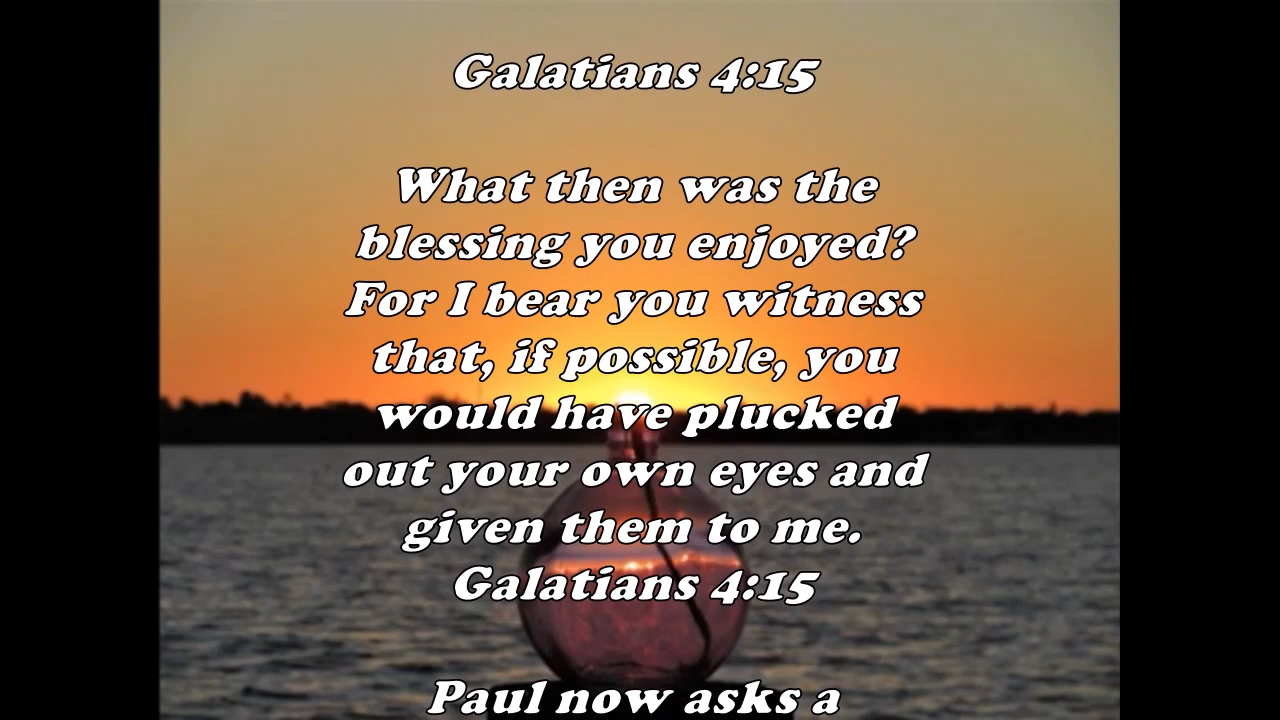 Galatians 4:15
What then was the
blessing you enjoyed?
For I bear you witness
that, if possible, you
would have plucked
out your own eyes and
given them to me.
Galatians 4:15
Paul now asks a